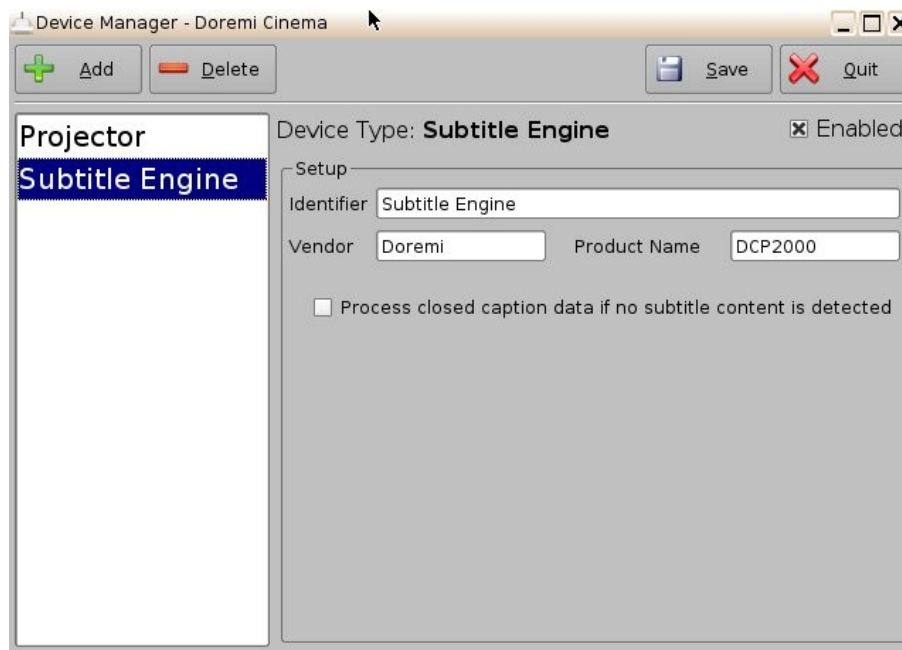 Device Manager - Doremi Cinema
Add Delete Save Quit
Projector
Subtitle Engine
Device Type: Subtitle Engine Enabled
Setup
Identifier Subtitle Engine
Vendor Doremi Product Name DCP2000
Process closed caption data if no subtitle content is detected